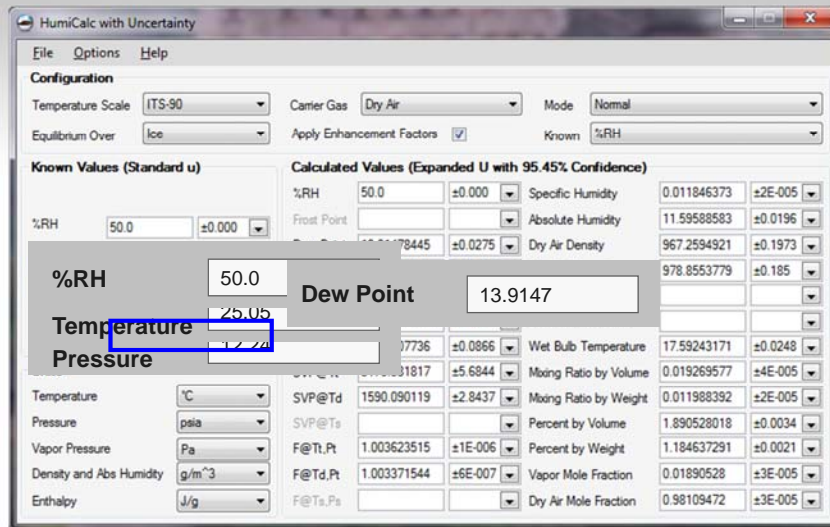 HumiCalc with Uncertainty
File Options Help
Configuration
Temperature Scale ITS-90 Carrier Gas Dry Air Mode Normal
Equilibrium Over Ice Apply Enhancement Factors Known %RH
Known Values (Standard u) Calculated Values (Expanded U with 95.45% Confidence)
%RH 50.0 ±0.000 Specific Humidity 0.011846373 ±2E-005
Frost Point Absolute Humidity 11.59588583 ±0.0196
%RH 50.0 ±0.000
±0.0275 Dry Air Density 967.2594921 ±0.1973
978.8553779 ±0.185
%RH 50.0
Dew Point 13.9147
Temperature 25.05
Pressure 12.24
±0.0866 Wet Bulb Temperature 17.59243171 ±0.0248
±5.6844 Mixing Ratio by Volume 0.019269577 ±4E-005
Temperature °C SVP@Td 1590.090119 ±2.8437 Mixing Ratio by Weight 0.011988392 ±2E-005
Pressure psia SVP@Ts Percent by Volume 1.890528018 ±0.0034
Vapor Pressure Pa F@Tt,Pt 1.003623515 ±1E-006 Percent by Weight 1.184637291 ±0.0021
Density and Abs Humidity g/m^3 F@Td,Pt 1.003371544 ±6E-007 Vapor Mole Fraction 0.01890528 ±3E-005
Enthalpy J/g F@Ts,Ps Dry Air Mole Fraction 0.98109472 ±3E-005